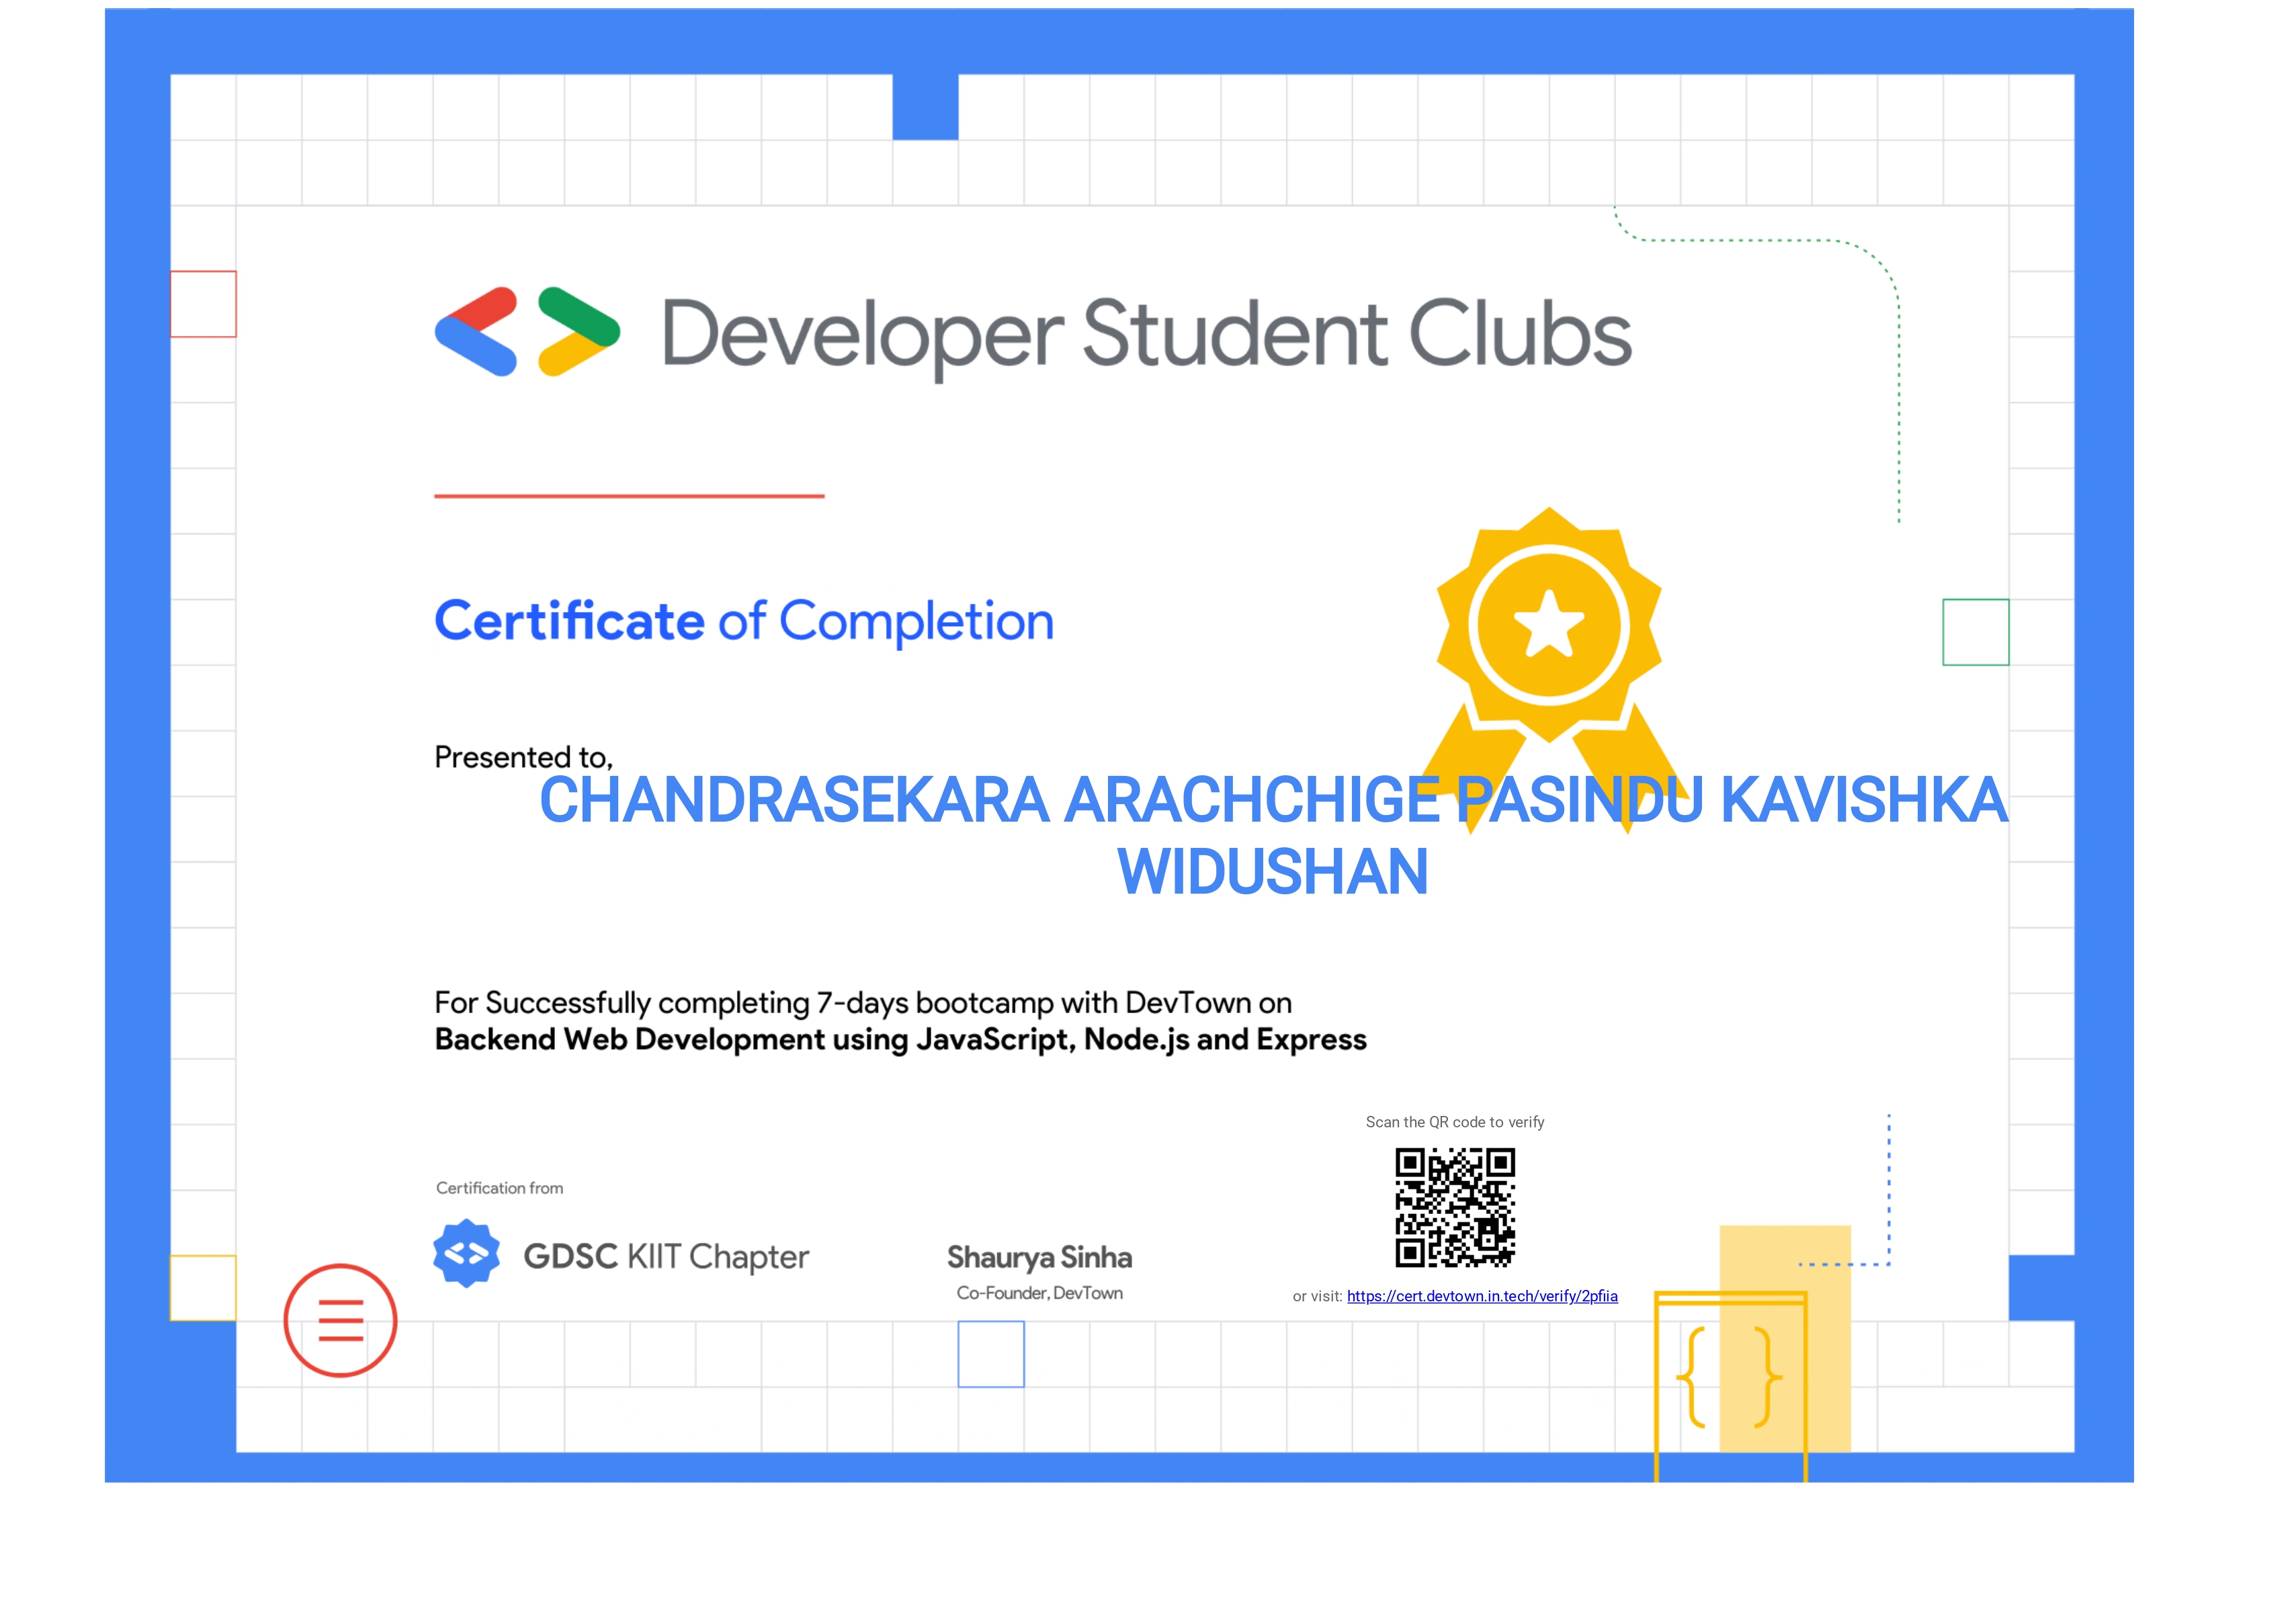 Developer Student Clubs
Certificate of Completion
Presented to,
CHANDRASEKARA ARACHCHIGE PASINDU KAVISHKA
WIDUSHAN
For Successfully completing 7-days bootcamp with DevTown on
Backend Web Development using JavaScript, Node.js and Express
Scan the QR code to verify
Certification from
GDSC KIIT Chapter
Shaurya Sinha
Co-Founder, DevTown
or visit: https://cert.devtown.in.tech/verify/2pfiia
{ }